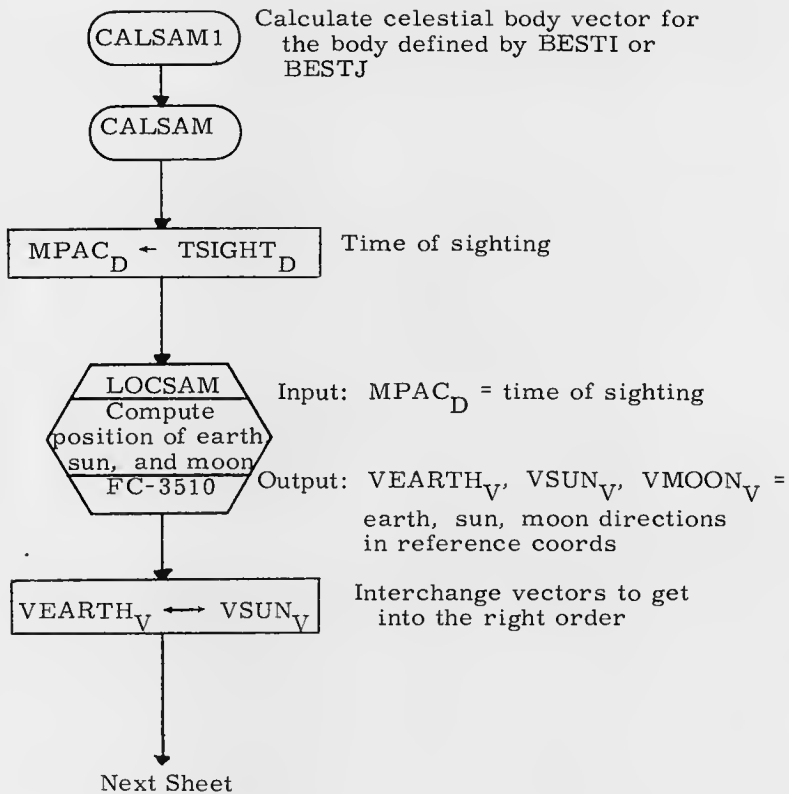 CALSAM1
Calculate celestial body vector for
the body defined by BESTI or
BESTJ
CALSAM
MPAC_D ← TSIGHT_D
Time of sighting
LOCSAM
Compute
position of earth
sun, and moon
FC-3510
Input: MPAC_D = time of sighting
Output: VEARTH_V, VSUN_V, VMOON_V =
earth, sun, moon directions
in reference coords
VEARTH_V ↔ VSUN_V
Interchange vectors to get
into the right order
Next Sheet